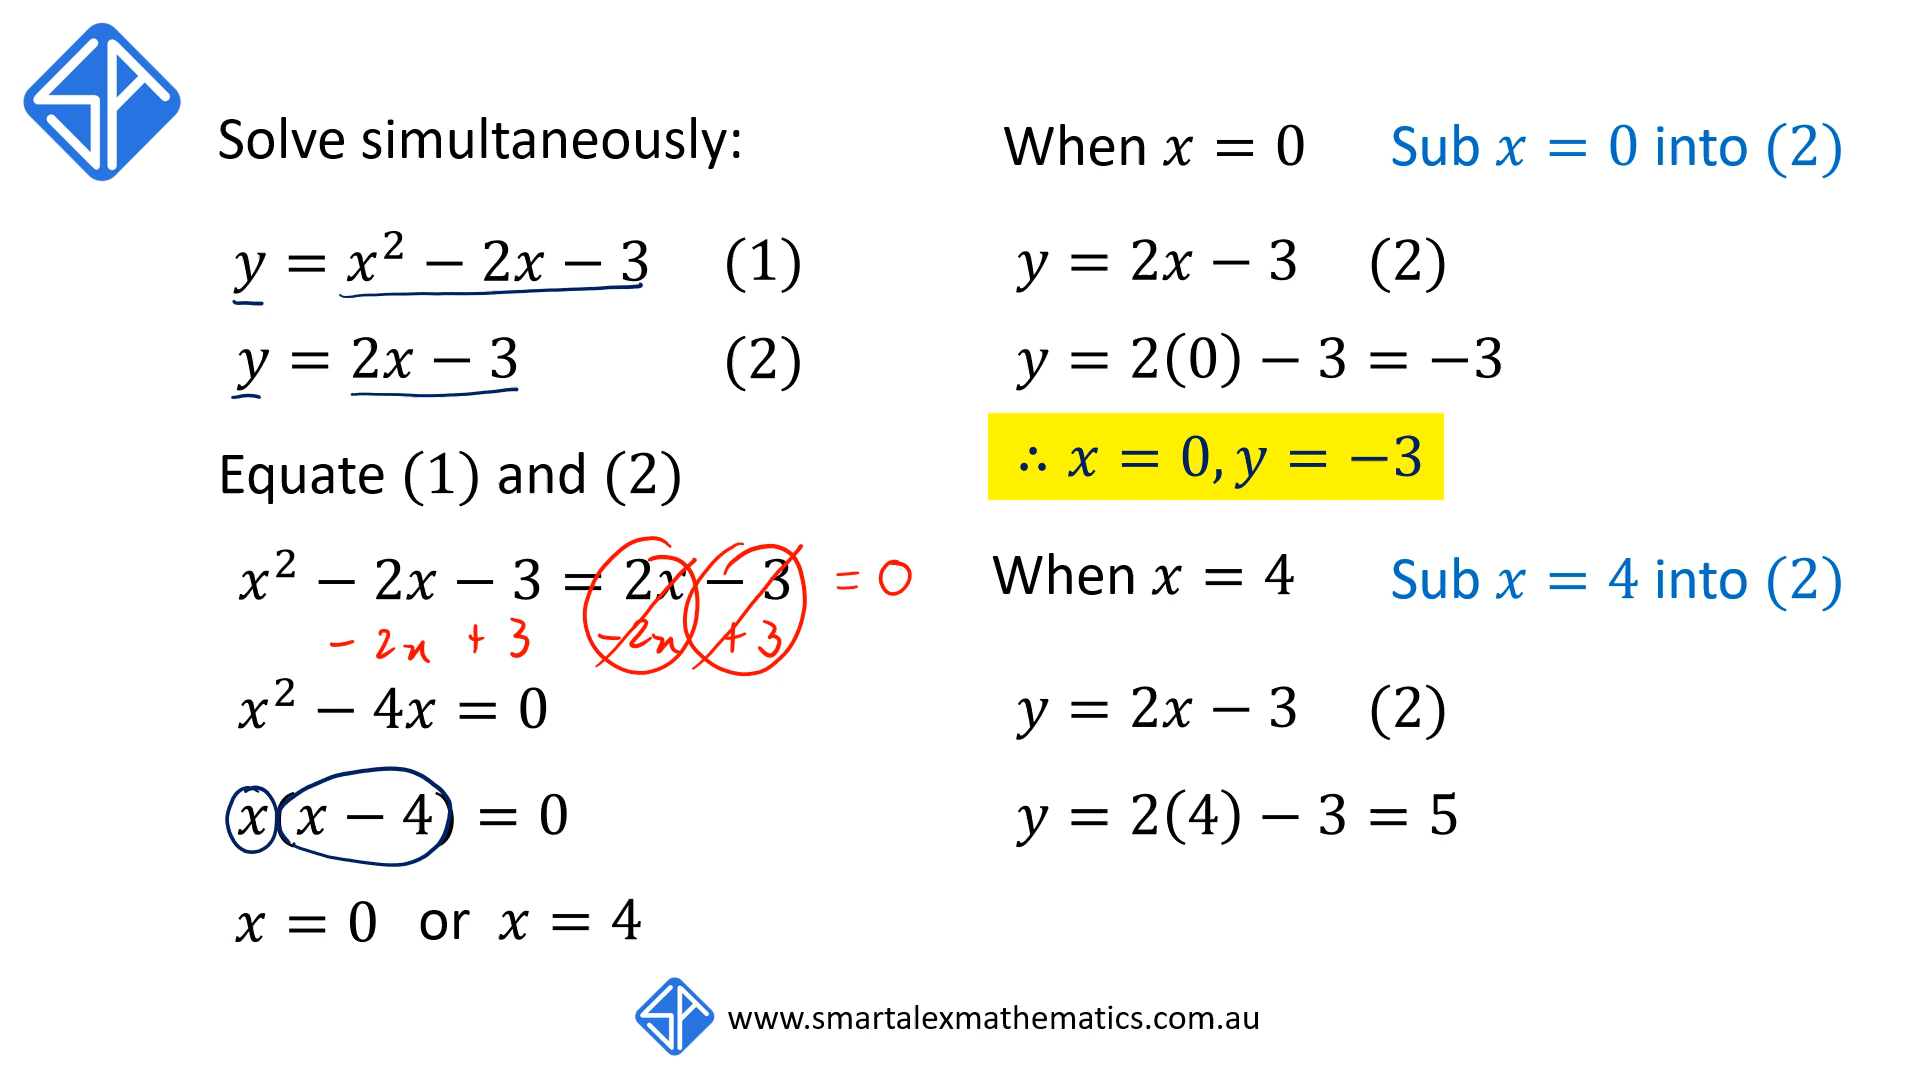 Solve simultaneously:
y = x² − 2x − 3 (1)
y = 2x − 3 (2)
Equate (1) and (2)
x² − 2x − 3 = 2x − 3 = 0
− 2x + 3 − 2x + 3
x² − 4x = 0
x(x − 4) = 0
x = 0 or x = 4
When x = 0 Sub x = 0 into (2)
y = 2x − 3 (2)
y = 2(0) − 3 = −3
∴ x = 0, y = −3
When x = 4 Sub x = 4 into (2)
y = 2x − 3 (2)
y = 2(4) − 3 = 5
www.smartalexmathematics.com.au